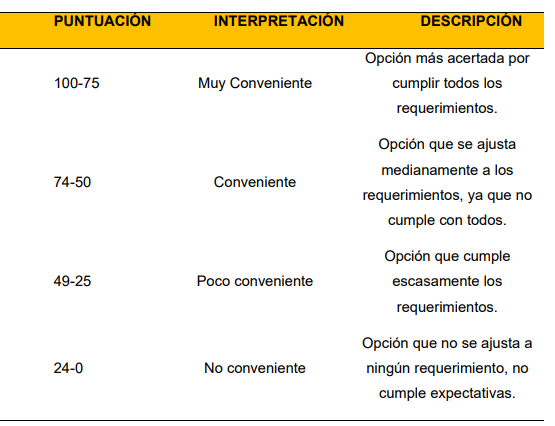 PUNTUACIÓN INTERPRETACIÓN DESCRIPCIÓN
100-75 Muy Conveniente Opción más acertada por
cumplir todos los
requerimientos.
74-50 Conveniente Opción que se ajusta
medianamente a los
requerimientos, ya que no
cumple con todos.
49-25 Poco conveniente Opción que cumple
escasamente los
requerimientos.
24-0 No conveniente Opción que no se ajusta a
ningún requerimiento, no
cumple expectativas.